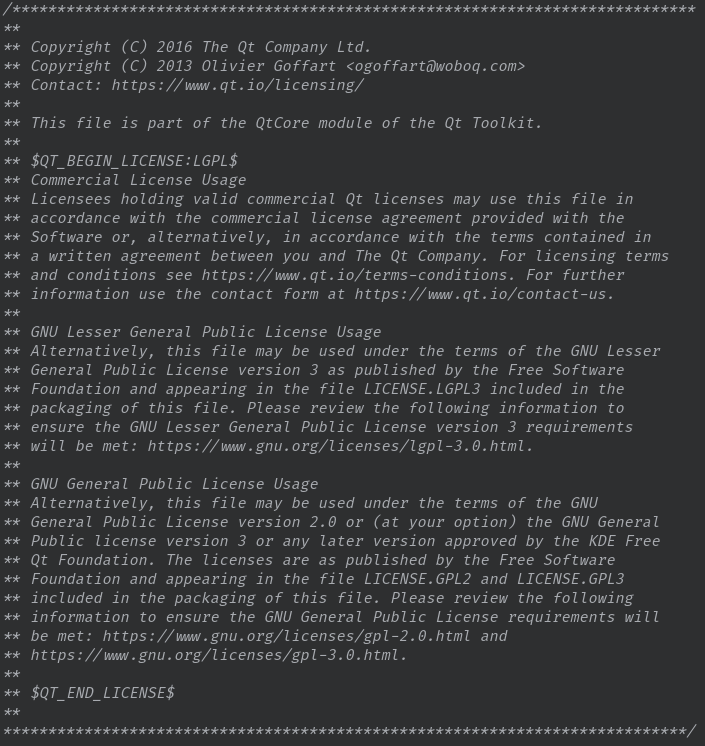 /****************************************************************************
**
** Copyright (C) 2016 The Qt Company Ltd.
** Copyright (C) 2013 Olivier Goffart <ogoffart@woboq.com>
** Contact: https://www.qt.io/licensing/
**
** This file is part of the QtCore module of the Qt Toolkit.
**
** $QT_BEGIN_LICENSE:LGPL$
** Commercial License Usage
** Licensees holding valid commercial Qt licenses may use this file in
** accordance with the commercial license agreement provided with the
** Software or, alternatively, in accordance with the terms contained in
** a written agreement between you and The Qt Company. For licensing terms
** and conditions see https://www.qt.io/terms-conditions. For further
** information use the contact form at https://www.qt.io/contact-us.
**
** GNU Lesser General Public License Usage
** Alternatively, this file may be used under the terms of the GNU Lesser
** General Public License version 3 as published by the Free Software
** Foundation and appearing in the file LICENSE.LGPL3 included in the
** packaging of this file. Please review the following information to
** ensure the GNU Lesser General Public License version 3 requirements
** will be met: https://www.gnu.org/licenses/lgpl-3.0.html.
**
** GNU General Public License Usage
** Alternatively, this file may be used under the terms of the GNU
** General Public License version 2.0 or (at your option) the GNU General
** Public license version 3 or any later version approved by the KDE Free
** Qt Foundation. The licenses are as published by the Free Software
** Foundation and appearing in the file LICENSE.GPL2 and LICENSE.GPL3
** included in the packaging of this file. Please review the following
** information to ensure the GNU General Public License requirements will
** be met: https://www.gnu.org/licenses/gpl-2.0.html and
** https://www.gnu.org/licenses/gpl-3.0.html.
**
** $QT_END_LICENSE$
**
****************************************************************************/